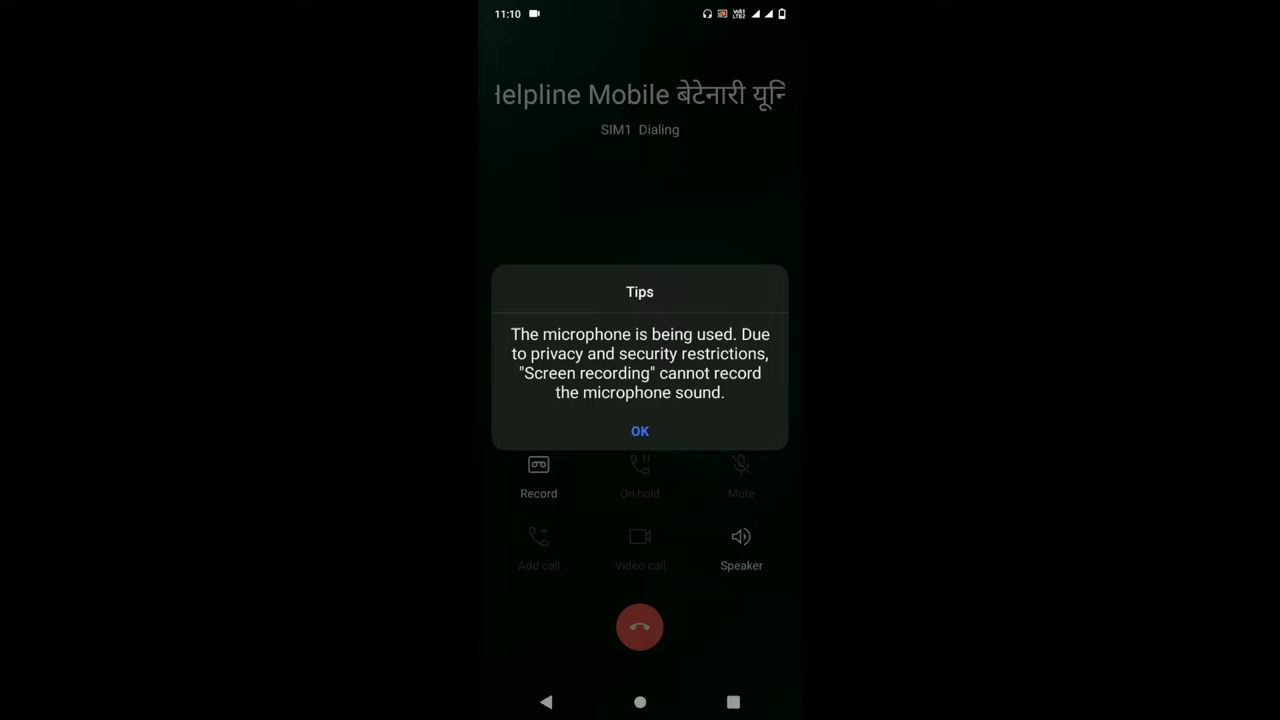 11:10
Helpline Mobile बेटेनारी यूनि
SIM1 Dialing
Tips
The microphone is being used. Due
to privacy and security restrictions,
"Screen recording" cannot record
the microphone sound.
OK
Record On hold Mute
Add call Video call Speaker